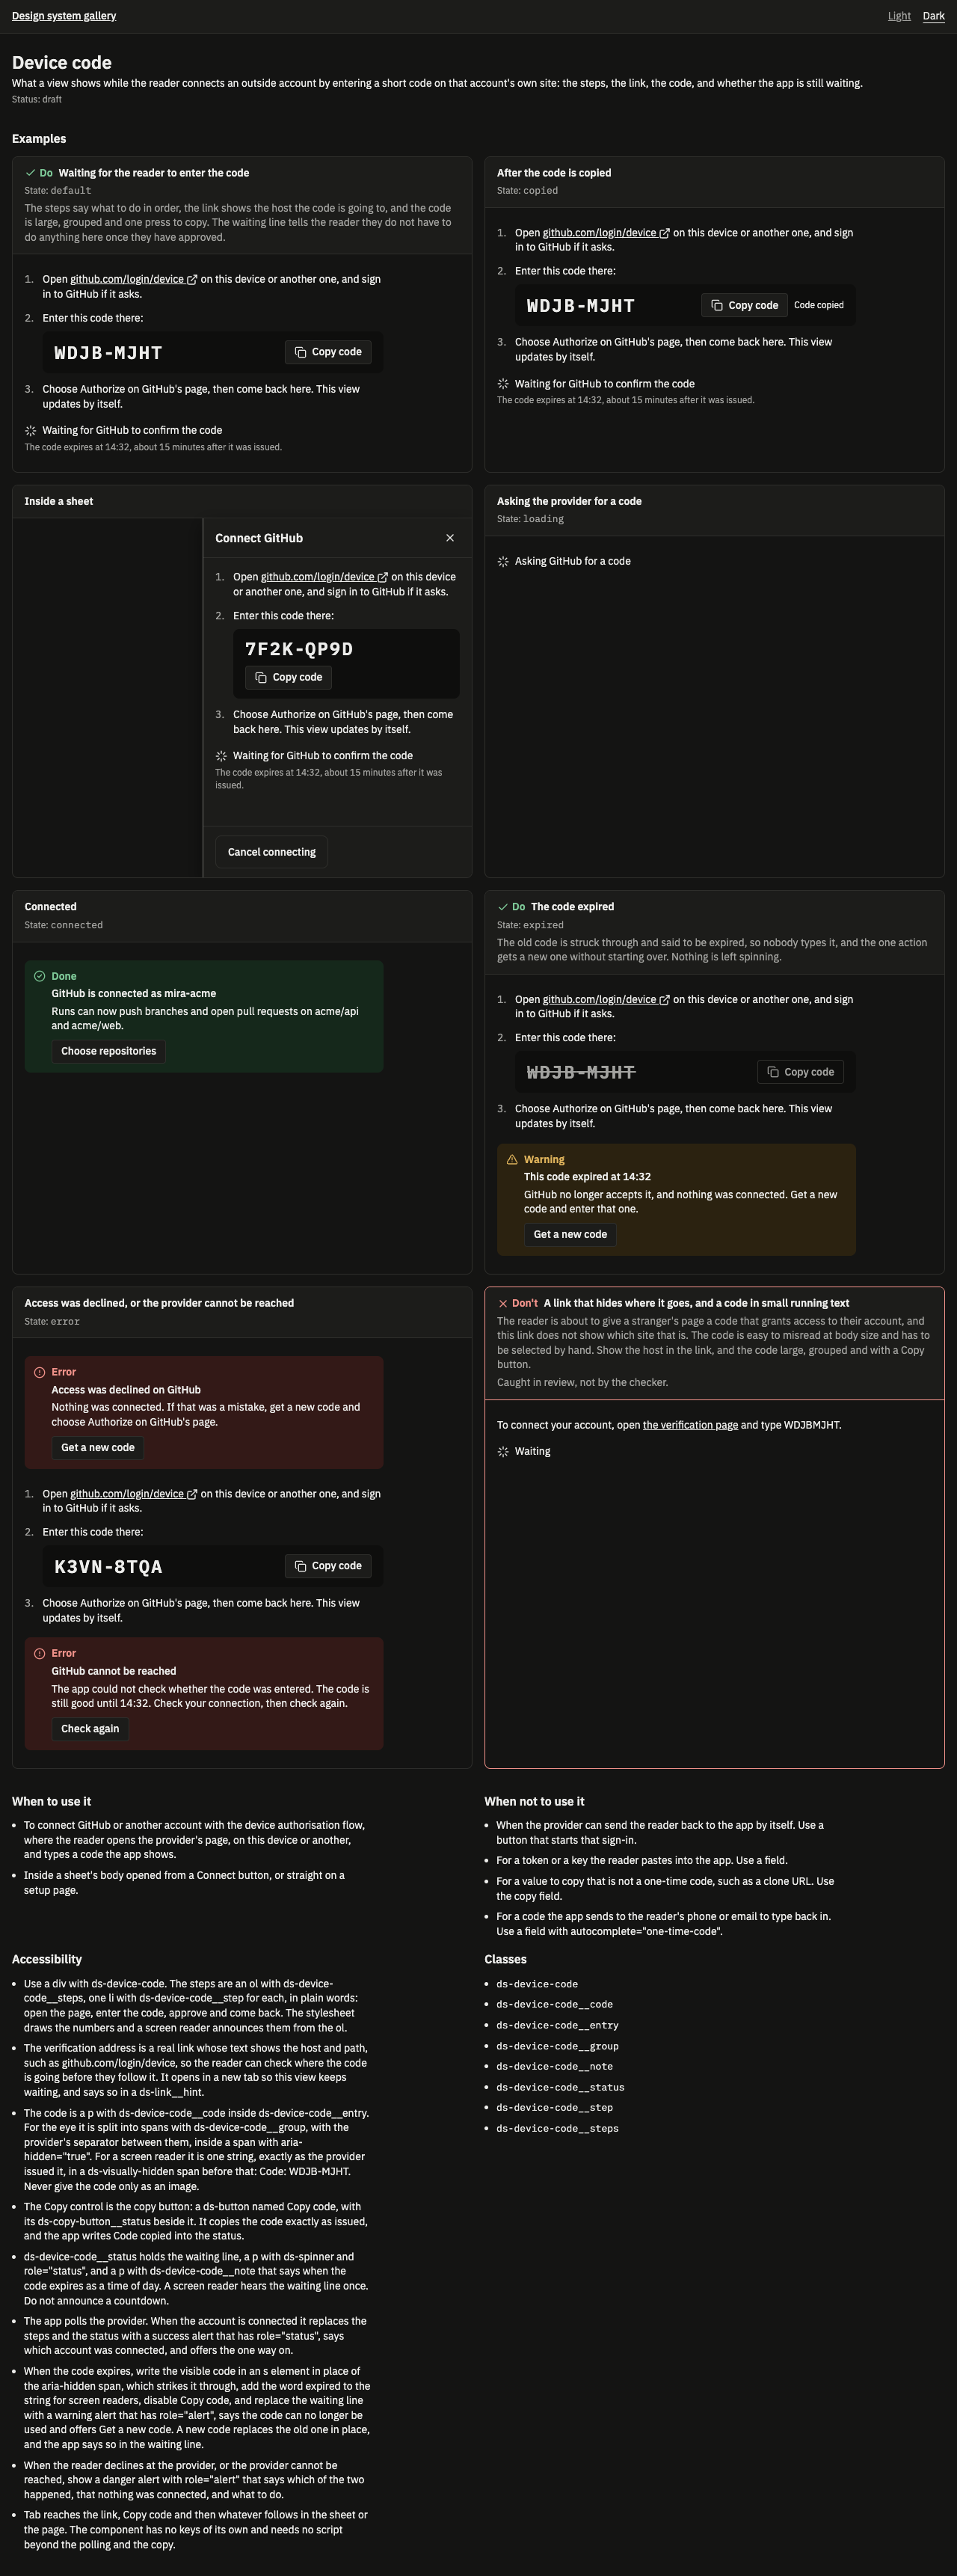 Design system gallery
Light Dark
Device code
What a view shows while the reader connects an outside account by entering a short code on that account's own site: the steps, the link, the code, and whether the app is still waiting.
Status: draft
Examples
Do Waiting for the reader to enter the code
State: default
The steps say what to do in order, the link shows the host the code is going to, and the code
is large, grouped and one press to copy. The waiting line tells the reader they do not have to
do anything here once they have approved.
1. Open github.com/login/device on this device or another one, and sign
in to GitHub if it asks.
2. Enter this code there:
WDJB-MJHT Copy code
3. Choose Authorize on GitHub's page, then come back here. This view
updates by itself.
Waiting for GitHub to confirm the code
The code expires at 14:32, about 15 minutes after it was issued.
After the code is copied
State: copied
1. Open github.com/login/device on this device or another one, and sign
in to GitHub if it asks.
2. Enter this code there:
WDJB-MJHT Copy code Code copied
3. Choose Authorize on GitHub's page, then come back here. This view
updates by itself.
Waiting for GitHub to confirm the code
The code expires at 14:32, about 15 minutes after it was issued.
Inside a sheet
Connect GitHub
1. Open github.com/login/device on this device
or another one, and sign in to GitHub if it asks.
2. Enter this code there:
7F2K-QP9D
Copy code
3. Choose Authorize on GitHub's page, then come
back here. This view updates by itself.
Waiting for GitHub to confirm the code
The code expires at 14:32, about 15 minutes after it was
issued.
Cancel connecting
Asking the provider for a code
State: loading
Asking GitHub for a code
Connected
State: connected
Done
GitHub is connected as mira-acme
Runs can now push branches and open pull requests on acme/api
and acme/web.
Choose repositories
Do The code expired
State: expired
The old code is struck through and said to be expired, so nobody types it, and the one action
gets a new one without starting over. Nothing is left spinning.
1. Open github.com/login/device on this device or another one, and sign
in to GitHub if it asks.
2. Enter this code there:
WDJB-MJHT Copy code
3. Choose Authorize on GitHub's page, then come back here. This view
updates by itself.
Warning
This code expired at 14:32
GitHub no longer accepts it, and nothing was connected. Get a new
code and enter that one.
Get a new code
Access was declined, or the provider cannot be reached
State: error
Error
Access was declined on GitHub
Nothing was connected. If that was a mistake, get a new code and
choose Authorize on GitHub's page.
Get a new code
1. Open github.com/login/device on this device or another one, and sign
in to GitHub if it asks.
2. Enter this code there:
K3VN-8TQA Copy code
3. Choose Authorize on GitHub's page, then come back here. This view
updates by itself.
Error
GitHub cannot be reached
The app could not check whether the code was entered. The code is
still good until 14:32. Check your connection, then check again.
Check again
Don't A link that hides where it goes, and a code in small running text
The reader is about to give a stranger's page a code that grants access to their account, and
this link does not show which site that is. The code is easy to misread at body size and has to
be selected by hand. Show the host in the link, and the code large, grouped and with a Copy
button.
Caught in review, not by the checker.
To connect your account, open the verification page and type WDJBMJHT.
Waiting
When to use it
• To connect GitHub or another account with the device authorisation flow,
where the reader opens the provider's page, on this device or another,
and types a code the app shows.
• Inside a sheet's body opened from a Connect button, or straight on a
setup page.
When not to use it
• When the provider can send the reader back to the app by itself. Use a
button that starts that sign-in.
• For a token or a key the reader pastes into the app. Use a field.
• For a value to copy that is not a one-time code, such as a clone URL. Use
the copy field.
• For a code the app sends to the reader's phone or email to type back in.
Use a field with autocomplete="one-time-code".
Accessibility
• Use a div with ds-device-code. The steps are an ol with ds-device-
code__steps, one li with ds-device-code__step for each, in plain words:
open the page, enter the code, approve and come back. The stylesheet
draws the numbers and a screen reader announces them from the ol.
• The verification address is a real link whose text shows the host and path,
such as github.com/login/device, so the reader can check where the code
is going before they follow it. It opens in a new tab so this view keeps
waiting, and says so in a ds-link__hint.
• The code is a p with ds-device-code__code inside ds-device-code__entry.
For the eye it is split into spans with ds-device-code__group, with the
provider's separator between them, inside a span with aria-
hidden="true". For a screen reader it is one string, exactly as the provider
issued it, in a ds-visually-hidden span before that: Code: WDJB-MJHT.
Never give the code only as an image.
• The Copy control is the copy button: a ds-button named Copy code, with
its ds-copy-button__status beside it. It copies the code exactly as issued,
and the app writes Code copied into the status.
• ds-device-code__status holds the waiting line, a p with ds-spinner and
role="status", and a p with ds-device-code__note that says when the
code expires as a time of day. A screen reader hears the waiting line once.
Do not announce a countdown.
• The app polls the provider. When the account is connected it replaces the
steps and the status with a success alert that has role="status", says
which account was connected, and offers the one way on.
• When the code expires, write the visible code in an s element in place of
the aria-hidden span, which strikes it through, add the word expired to the
string for screen readers, disable Copy code, and replace the waiting line
with a warning alert that has role="alert", says the code can no longer be
used and offers Get a new code. A new code replaces the old one in place,
and the app says so in the waiting line.
• When the reader declines at the provider, or the provider cannot be
reached, show a danger alert with role="alert" that says which of the two
happened, that nothing was connected, and what to do.
• Tab reaches the link, Copy code and then whatever follows in the sheet or
the page. The component has no keys of its own and needs no script
beyond the polling and the copy.
Classes
• ds-device-code
• ds-device-code__code
• ds-device-code__entry
• ds-device-code__group
• ds-device-code__note
• ds-device-code__status
• ds-device-code__step
• ds-device-code__steps